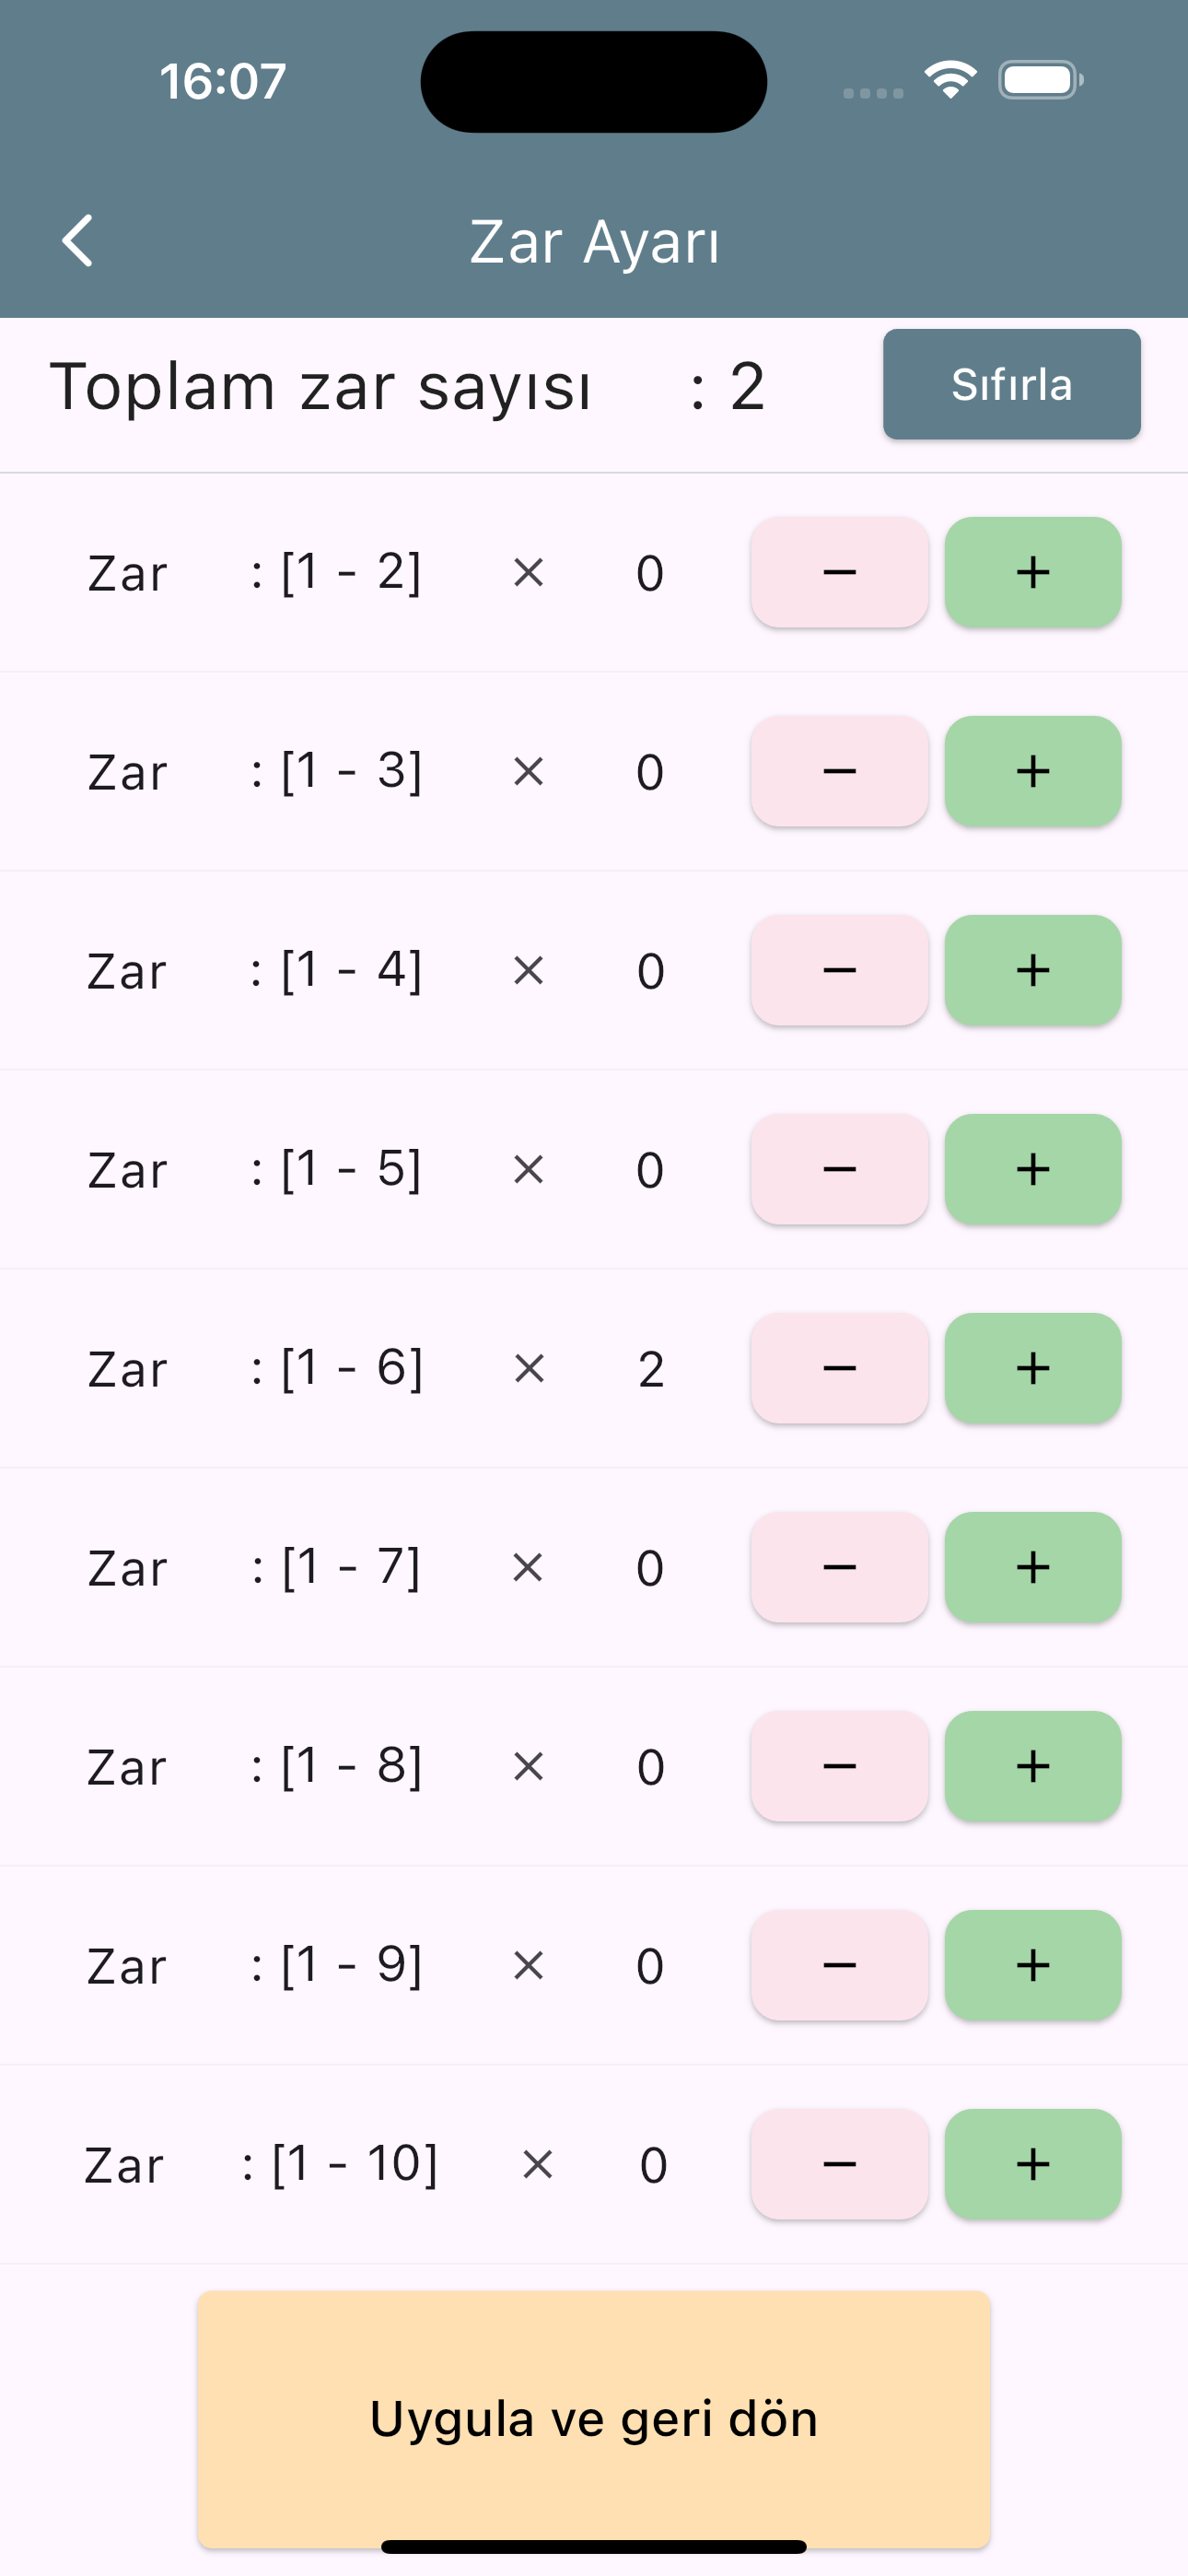 16:07
Zar Ayarı
Toplam zar sayısı : 2 Sıfırla
Zar : [1 - 2] × 0 − +
Zar : [1 - 3] × 0 − +
Zar : [1 - 4] × 0 − +
Zar : [1 - 5] × 0 − +
Zar : [1 - 6] × 2 − +
Zar : [1 - 7] × 0 − +
Zar : [1 - 8] × 0 − +
Zar : [1 - 9] × 0 − +
Zar : [1 - 10] × 0 − +
Uygula ve geri dön